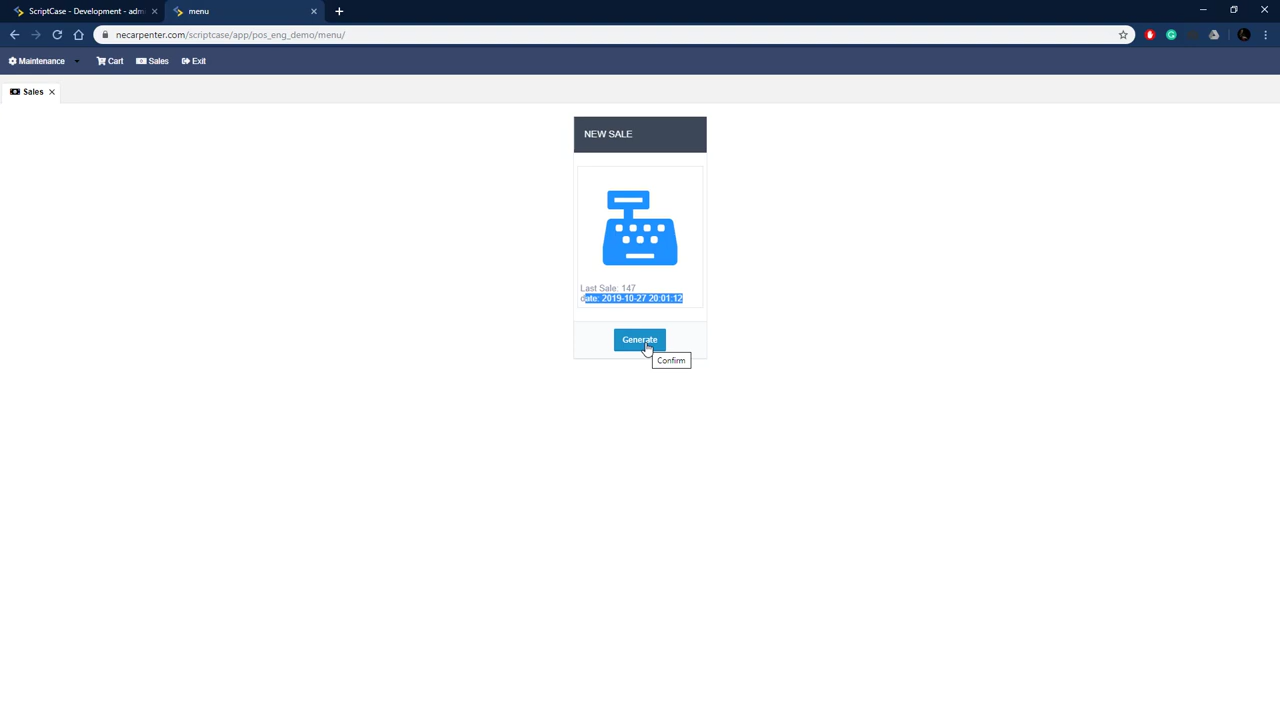 ScriptCase - Development - adm
menu
necarpenter.com/scriptcase/app/pos_eng_demo/menu/
Maintenance
Cart
Sales
Exit
Sales
NEW SALE
Last Sale: 147
date: 2019-10-27 20:01:12
Generate
Confirm